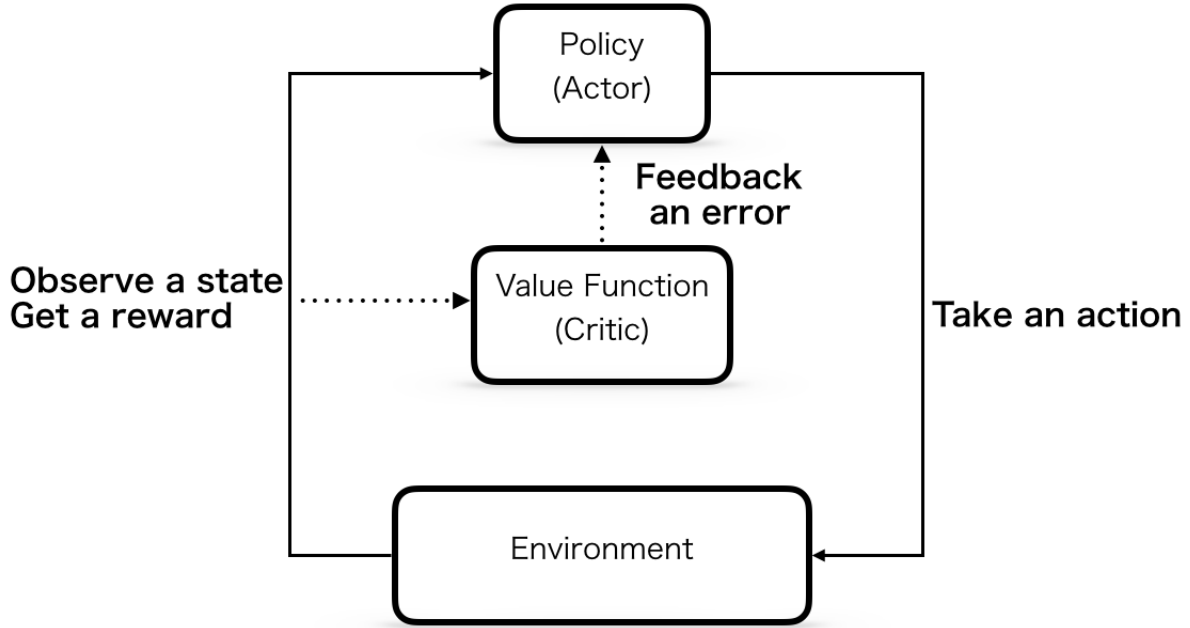 Policy
(Actor)
Feedback
an error
Observe a state
Get a reward
Value Function
(Critic)
Take an action
Environment